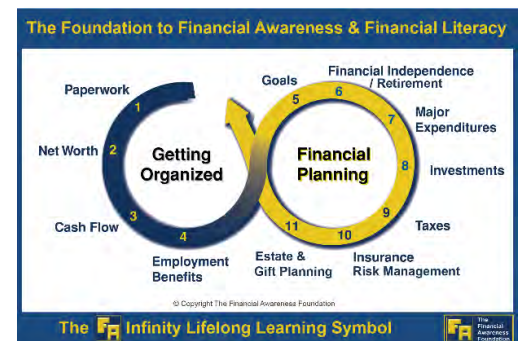 The Foundation to Financial Awareness & Financial Literacy
Paperwork
1
Net Worth
2
Cash Flow
3
4
Employment
Benefits
Getting
Organized
Goals
5
Financial Independence
/ Retirement
6
Major
Expenditures
7
Investments
8
Taxes
9
Insurance
Risk Management
10
Estate &
Gift Planning
11
Financial
Planning
© Copyright The Financial Awareness Foundation
The FA Infinity Lifelong Learning Symbol
FA
The
Financial
Awareness
Foundation